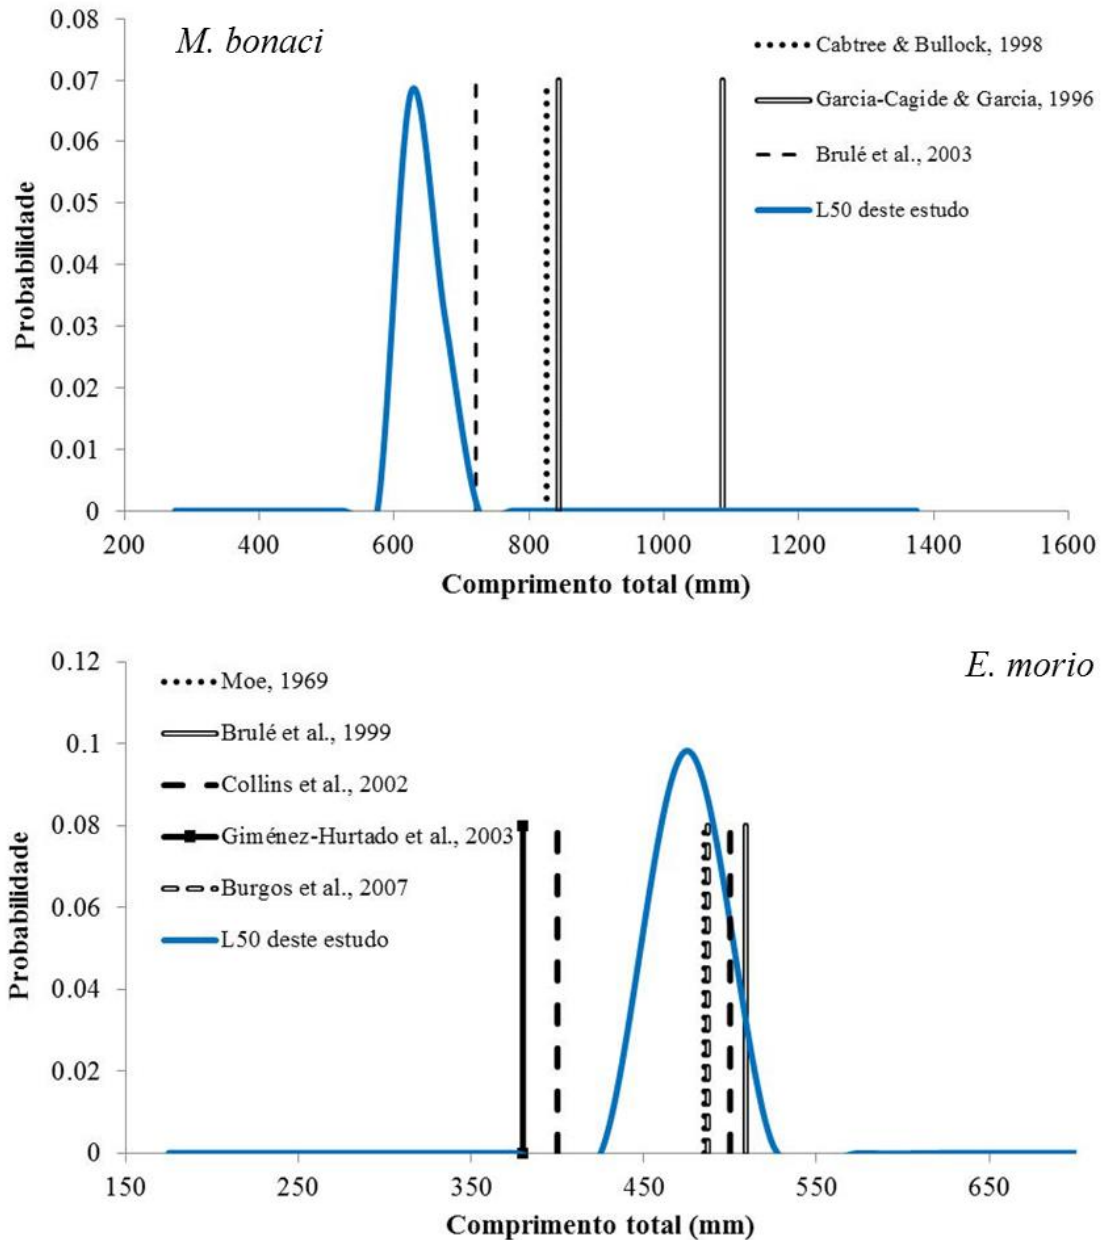 M. bonaci
0.08
0.07
0.06
0.05
0.04
0.03
0.02
0.01
0
Probabilidade
200 400 600 800 1000 1200 1400 1600
Comprimento total (mm)
Cabtree & Bullock, 1998
Garcia-Cagide & Garcia, 1996
Brulé et al., 2003
L50 deste estudo
E. morio
0.12
0.1
0.08
0.06
0.04
0.02
0
Probabilidade
Moe, 1969
Brulé et al., 1999
Collins et al., 2002
Giménez-Hurtado et al., 2003
Burgos et al., 2007
L50 deste estudo
150 250 350 450 550 650
Comprimento total (mm)